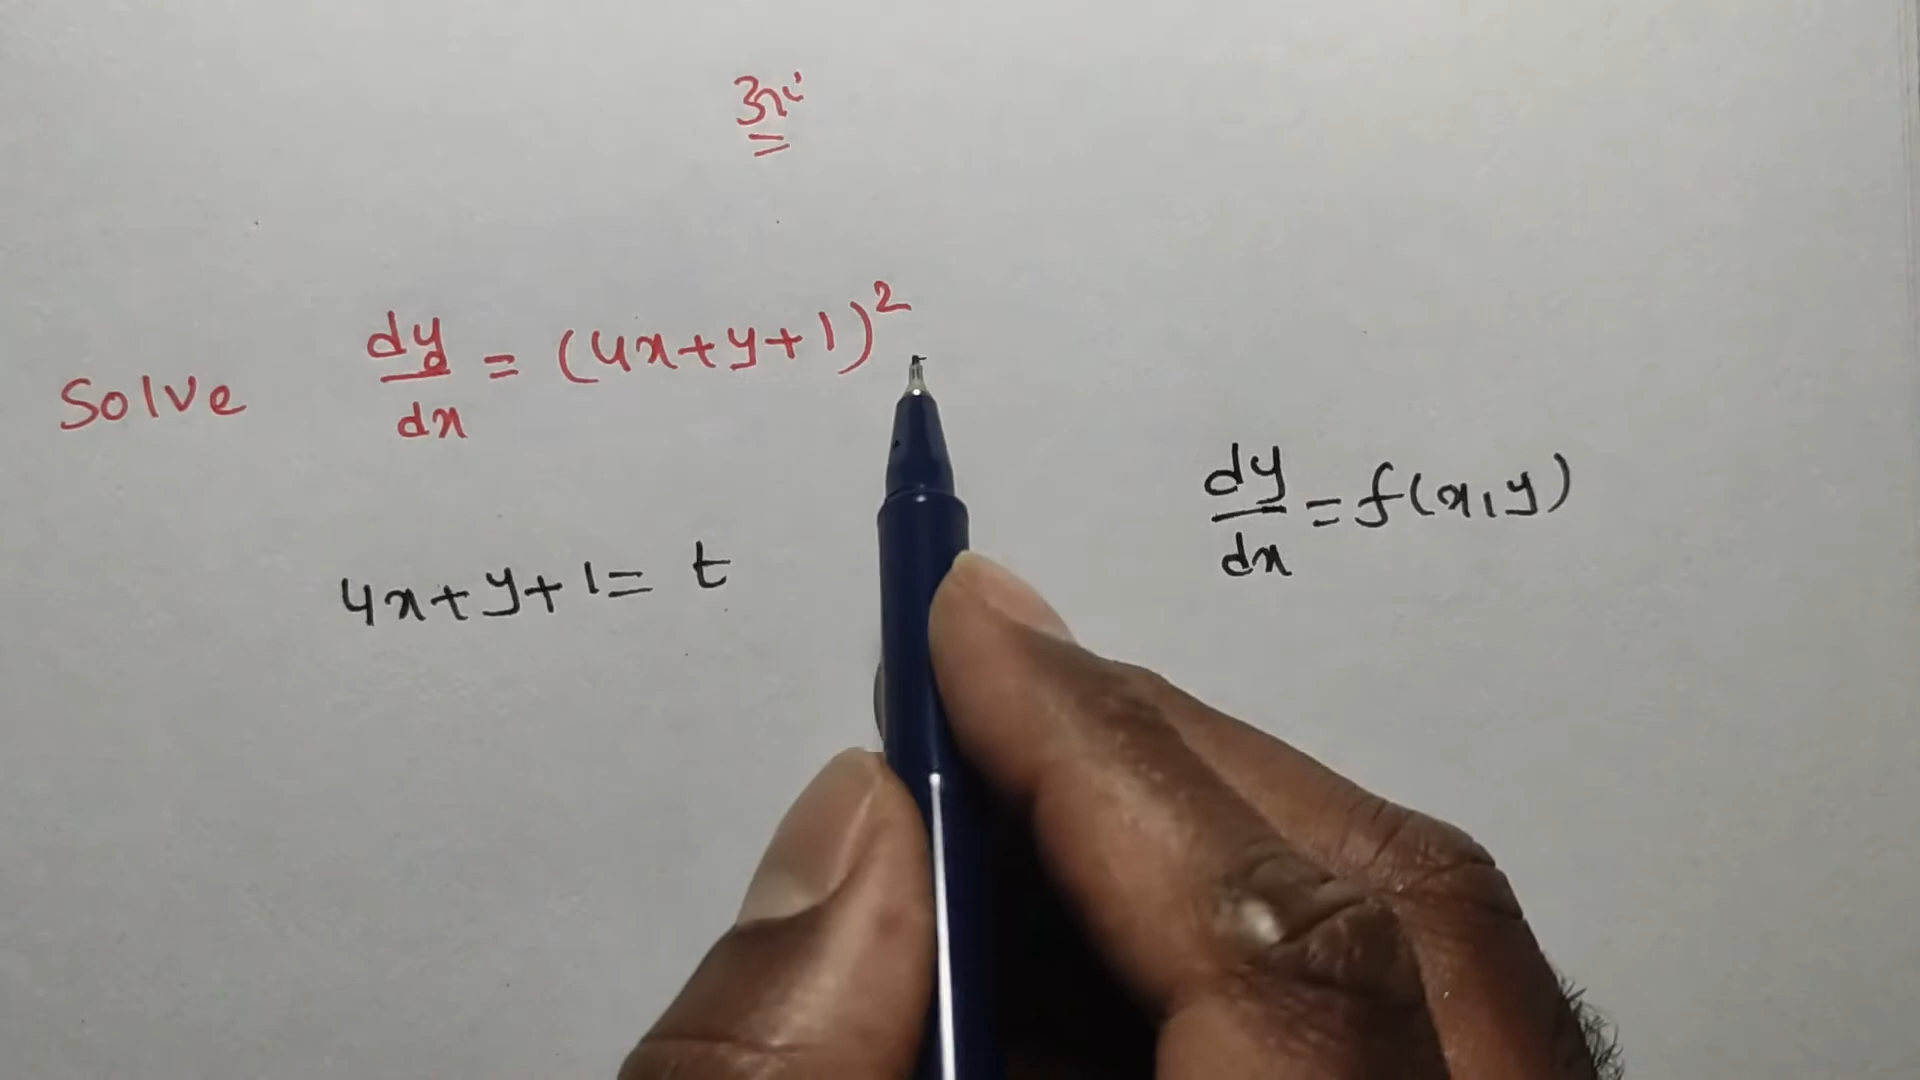 Solve dy/dx = (4x+y+1)²
dy/dx = f(x,y)
4x+y+1= t